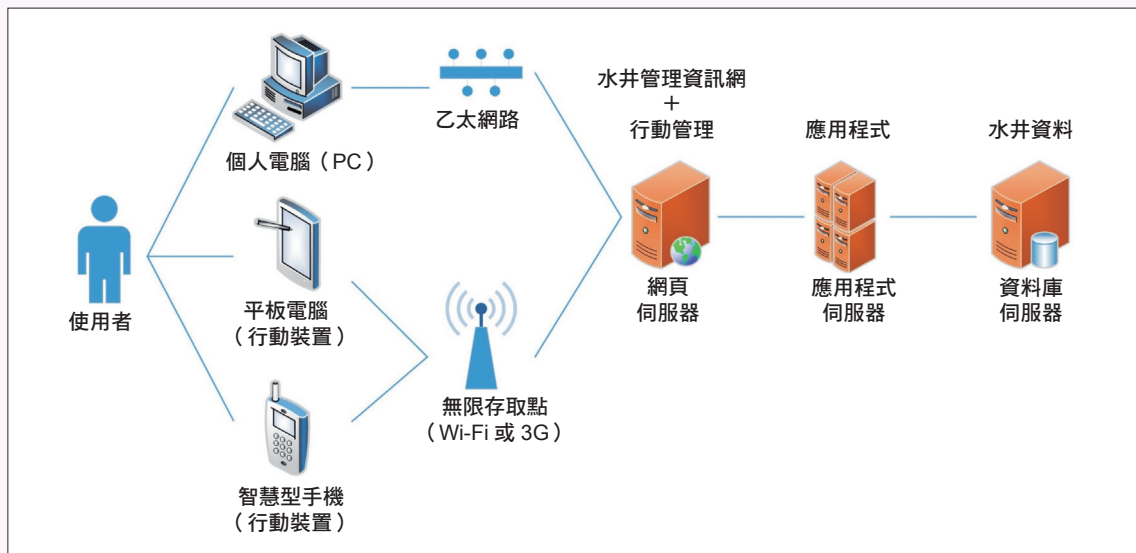 使用者
個人電腦（PC）
平板電腦
（行動裝置）
智慧型手機
（行動裝置）
乙太網路
無限存取點
（Wi-Fi 或 3G）
水井管理資訊網
＋
行動管理
網頁
伺服器
應用程式
應用程式
伺服器
水井資料
資料庫
伺服器